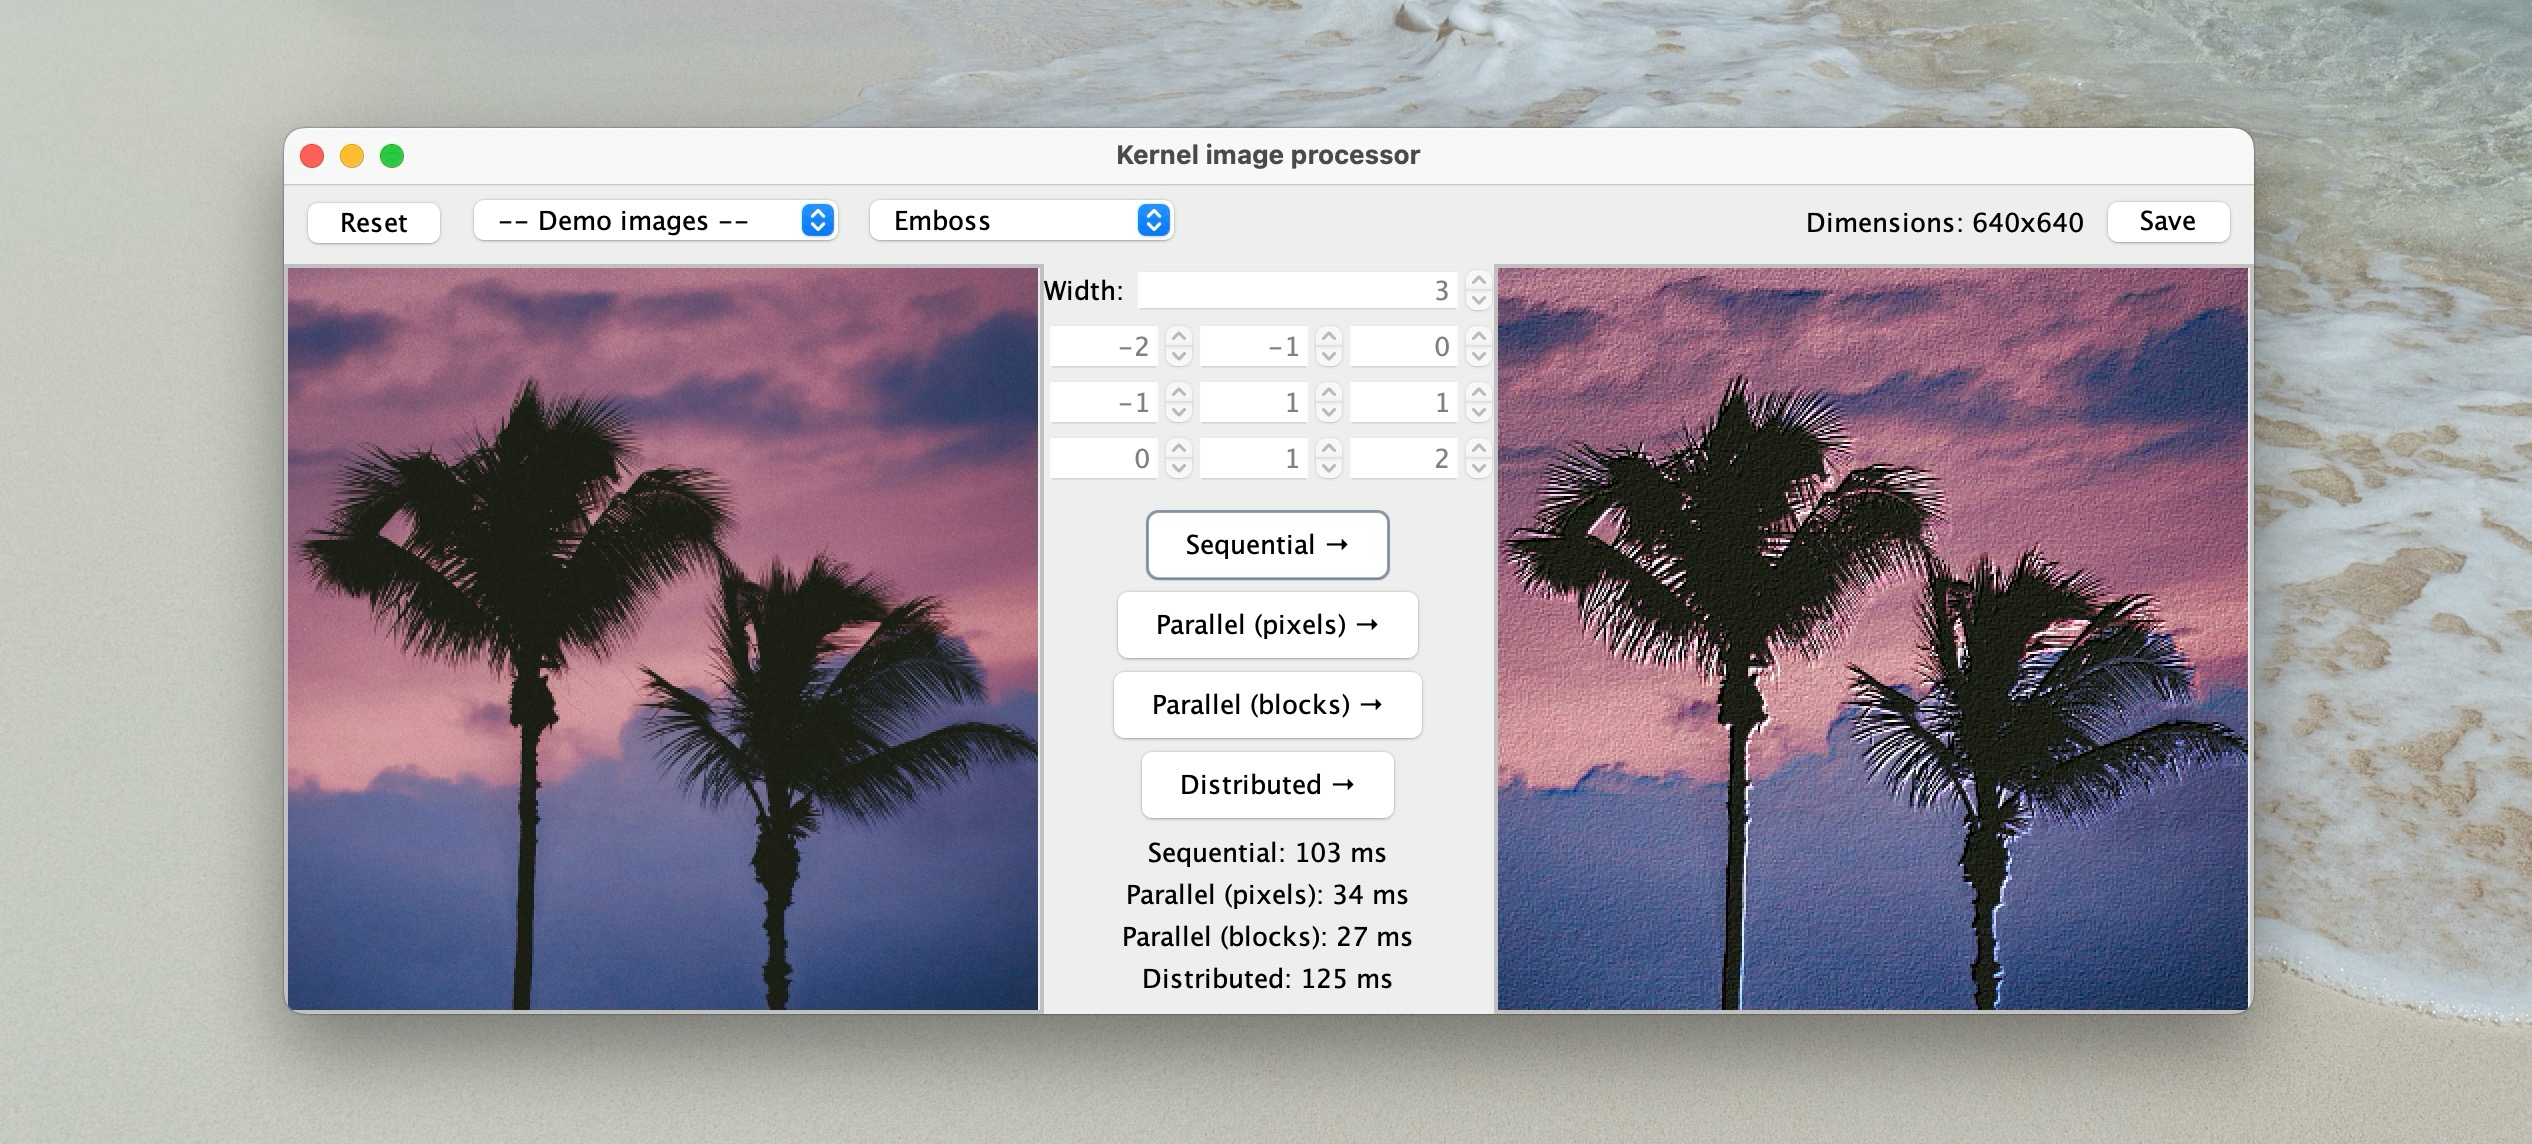 Kernel image processor
Reset -- Demo images -- Emboss Dimensions: 640x640 Save
Width: 3
-2 -1 0
-1 1 1
0 1 2
Sequential →
Parallel (pixels) →
Parallel (blocks) →
Distributed →
Sequential: 103 ms
Parallel (pixels): 34 ms
Parallel (blocks): 27 ms
Distributed: 125 ms